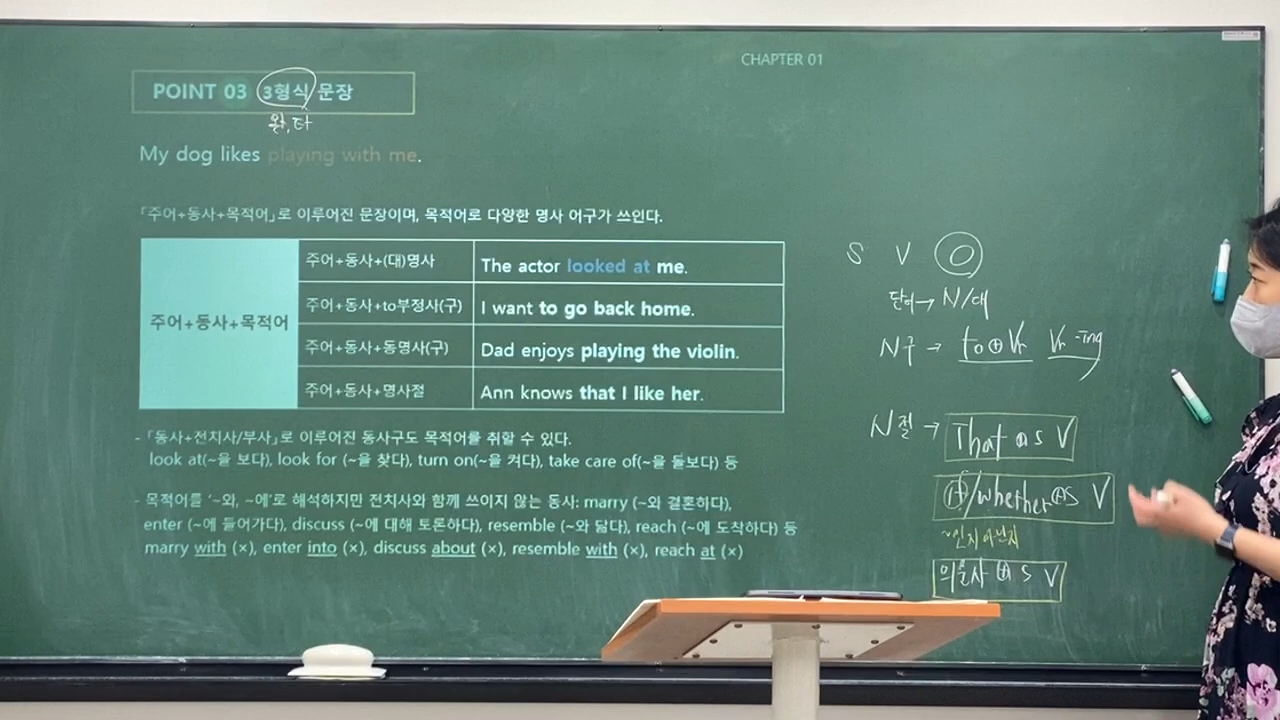 CHAPTER 01
POINT 03 3형식 문장
완, 타
My dog likes playing with me.
「주어+동사+목적어」로 이루어진 문장이며, 목적어로 다양한 명사 어구가 쓰인다.
주어+동사+목적어
주어+동사+(대)명사 The actor looked at me.
주어+동사+to부정사(구) I want to go back home.
주어+동사+동명사(구) Dad enjoys playing the violin.
주어+동사+명사절 Ann knows that I like her.
- 「동사+전치사/부사」로 이루어진 동사구도 목적어를 취할 수 있다.
look at(~을 보다), look for (~을 찾다), turn on(~을 켜다), take care of(~을 돌보다) 등
- 목적어를 '~와, ~에'로 해석하지만 전치사와 함께 쓰이지 않는 동사: marry (~와 결혼하다),
enter (~에 들어가다), discuss (~에 대해 토론하다), resemble (~와 닮다), reach (~에 도착하다) 등
marry with (×), enter into (×), discuss about (×), resemble with (×), reach at (×)
S V O
단어→ N/대
N구 → to⊕Vr Vr -ing
N절 → That ⊕ S V
if/whether⊕S V
~인지 아닌지
의문사 ⊕ S V